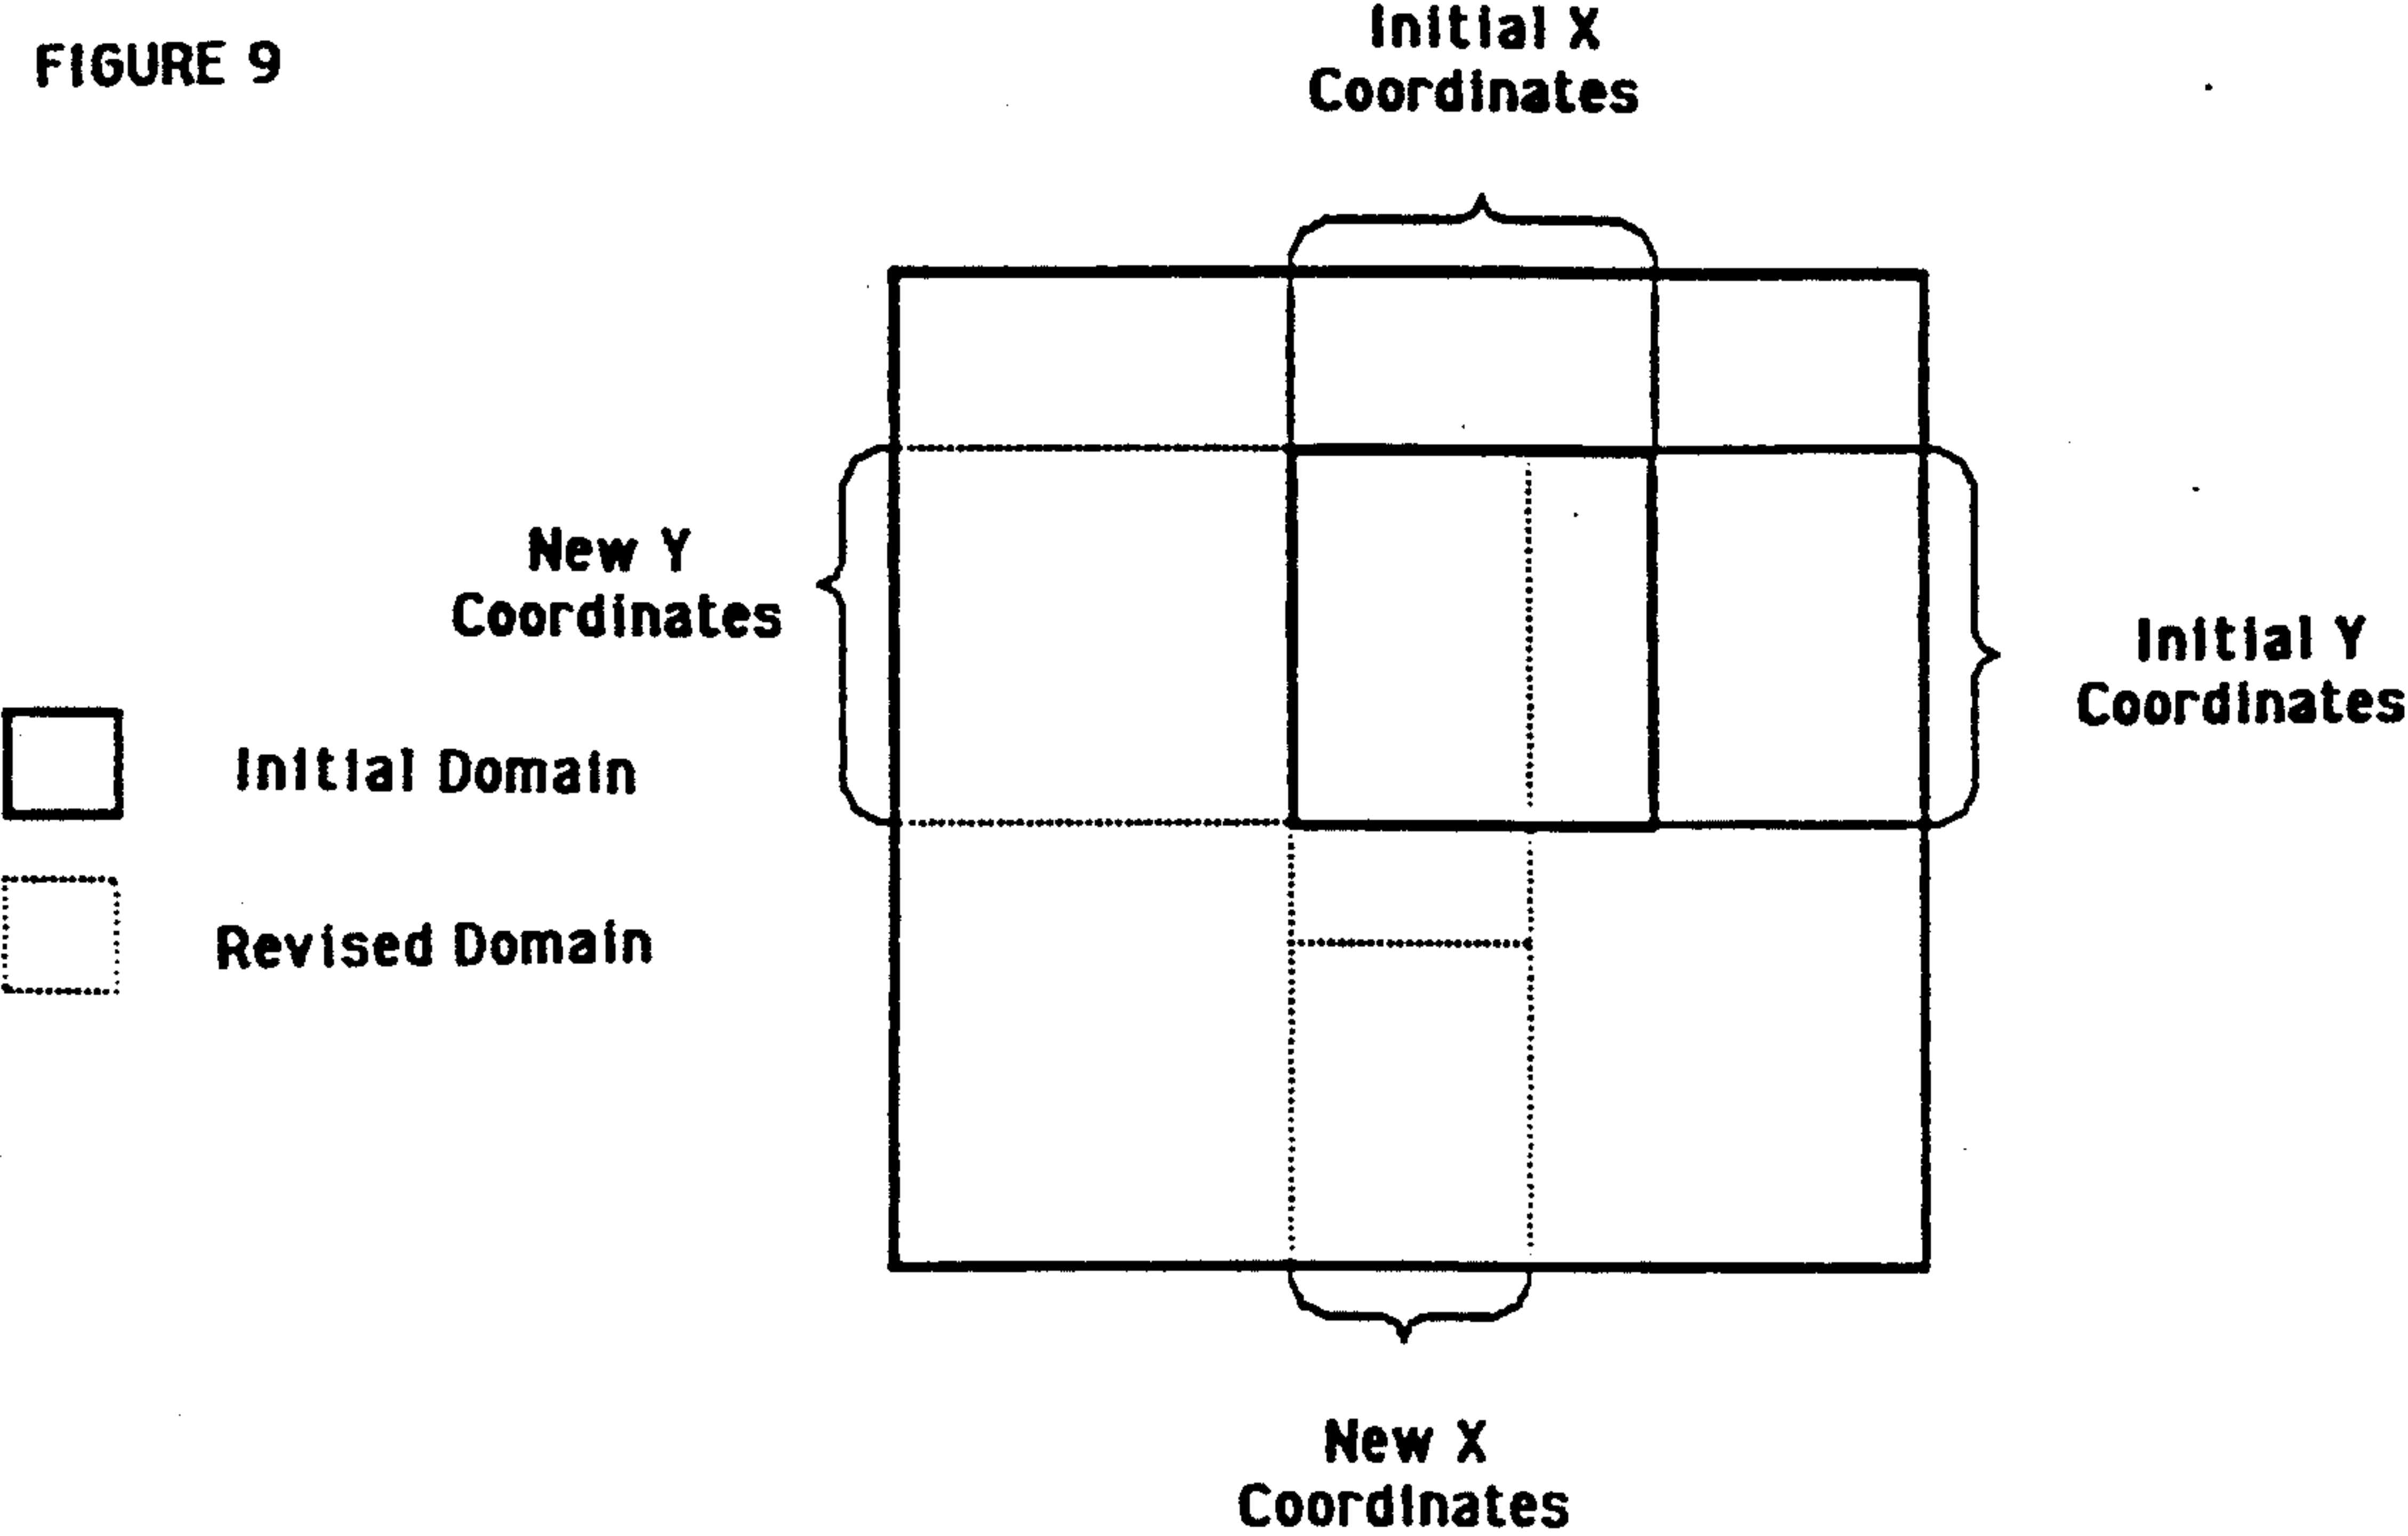 FIGURE 9
Initial X
Coordinates
New Y
Coordinates
Initial Y
Coordinates
Initial Domain
Revised Domain
New X
Coordinates